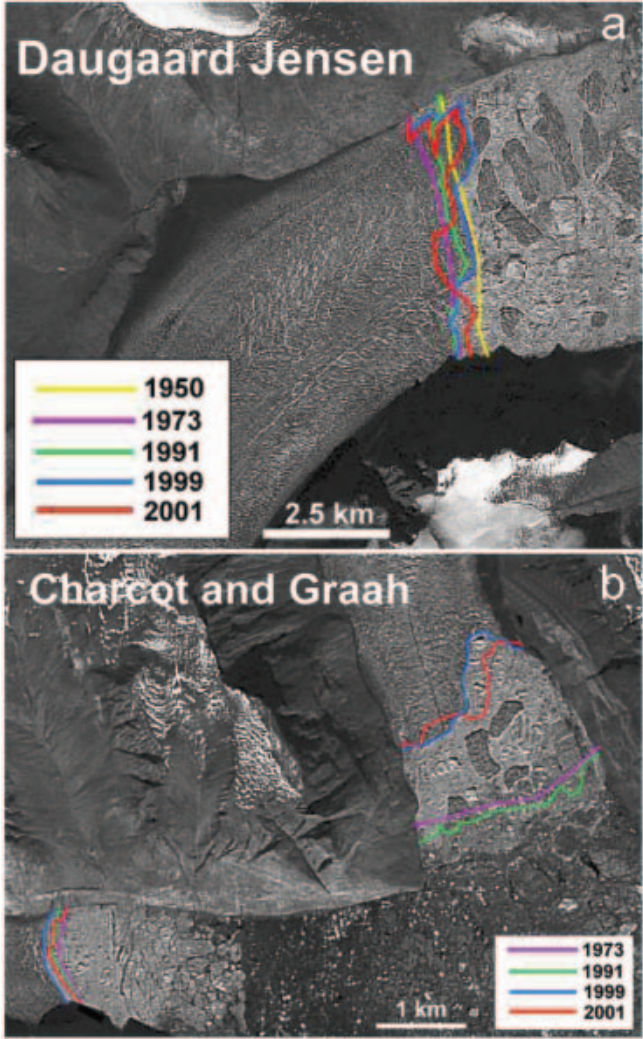 a
Daugaard Jensen
1950
1973
1991
1999
2001
2.5 km
b
Charcot and Graah
1973
1991
1999
2001
1 km